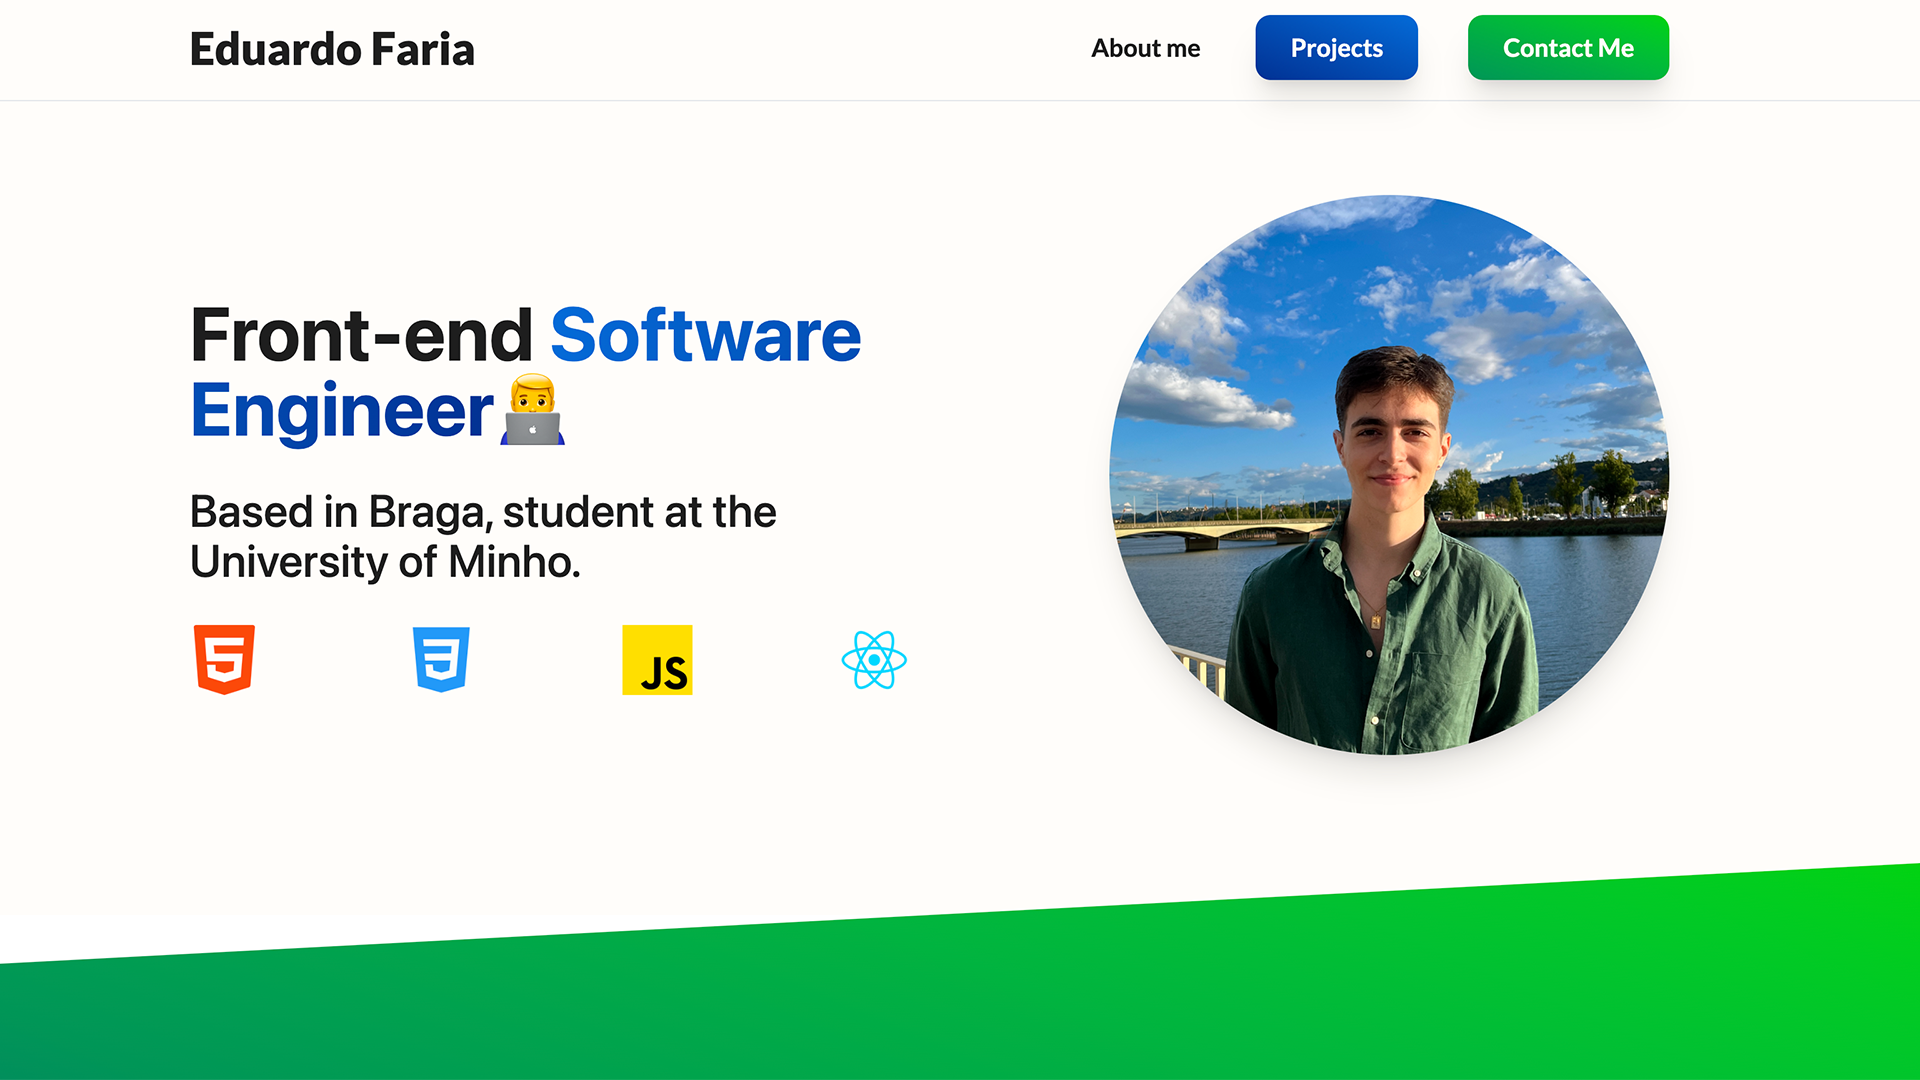 Eduardo Faria
About me
Projects
Contact Me
Front-end Software
Engineer
Based in Braga, student at the
University of Minho.
5
3
JS